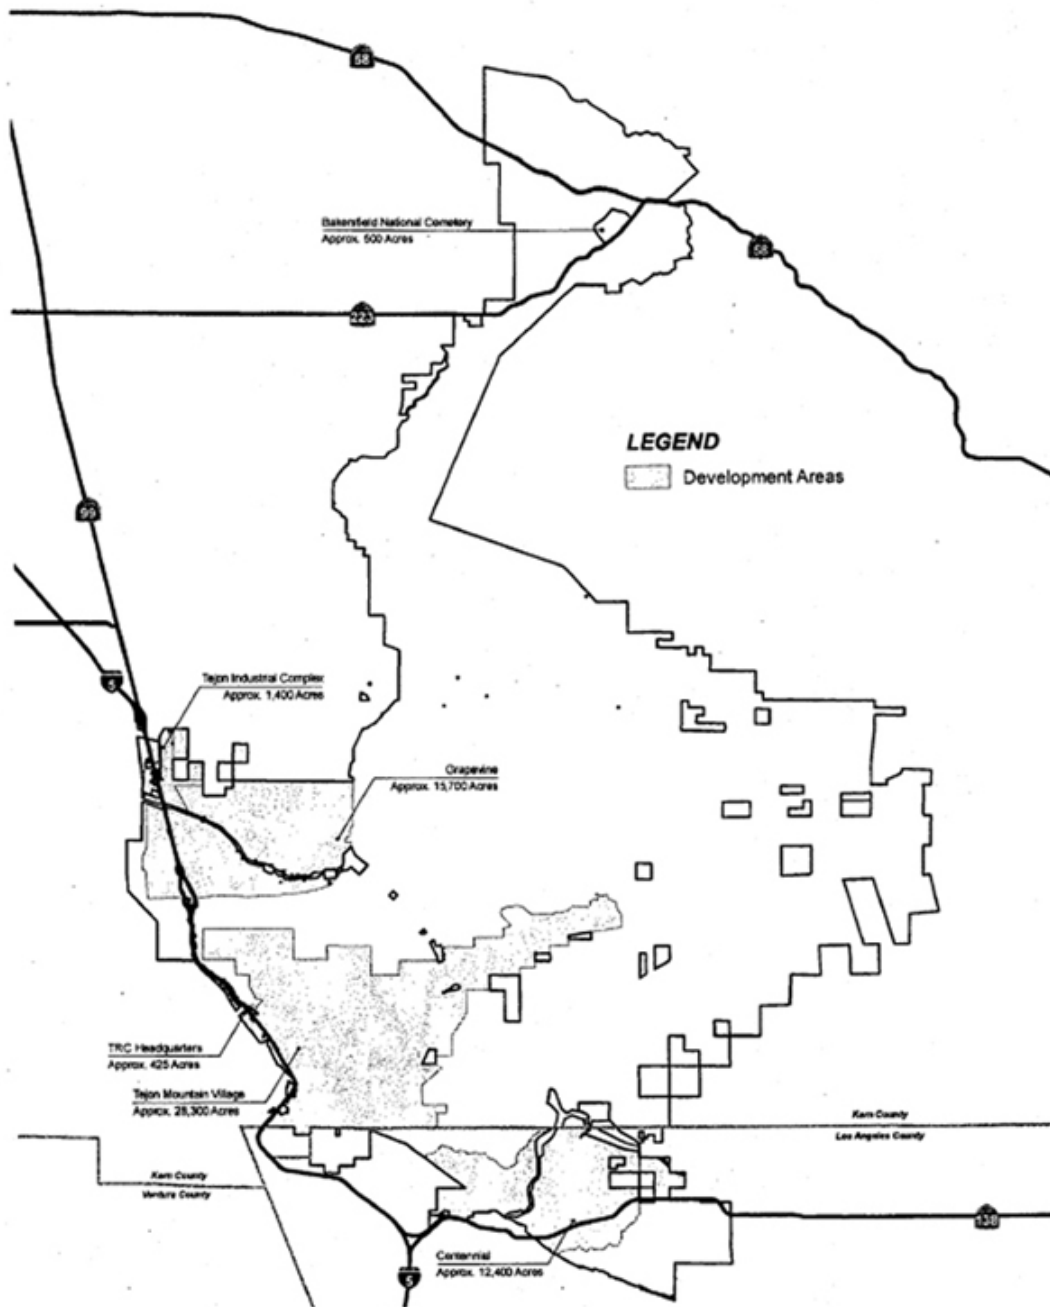 58
Bakersfield National Cemetery
Approx. 500 Acres
58
223
LEGEND
Development Areas
99
5
Tejon Industrial Complex
Approx. 1,400 Acres
Grapevine
Approx. 15,700 Acres
TRC Headquarters
Approx. 425 Acres
Tejon Mountain Village
Approx. 28,300 Acres
Kern County
Los Angeles County
Kern County
Ventura County
138
Centennial
Approx. 12,400 Acres
5